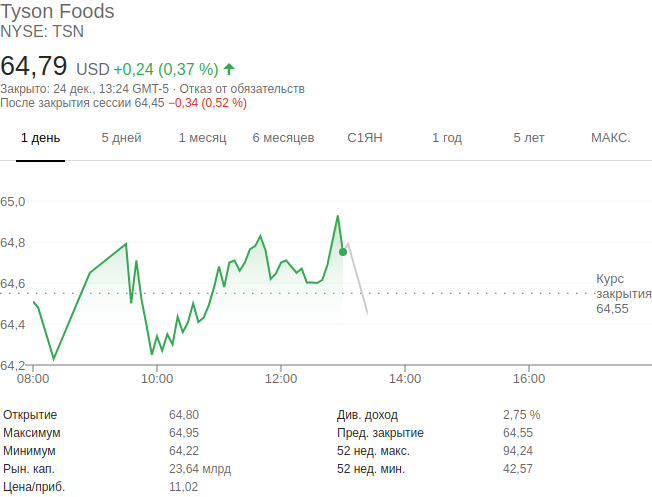 Tyson Foods
NYSE: TSN
64,79 USD +0,24 (0,37 %)
Закрыто: 24 дек., 13:24 GMT-5 · Отказ от обязательств
После закрытия сессии 64,45 −0,34 (0,52 %)
1 день 5 дней 1 месяц 6 месяцев С1ЯН 1 год 5 лет МАКС.
65,0
64,8
64,6
Курс
закрытия
64,55
64,4
64,2
08:00 10:00 12:00 14:00 16:00
Открытие 64,80 Див. доход 2,75 %
Максимум 64,95 Пред. закрытие 64,55
Минимум 64,22 52 нед. макс. 94,24
Рын. кап. 23,64 млрд 52 нед. мин. 42,57
Цена/приб. 11,02